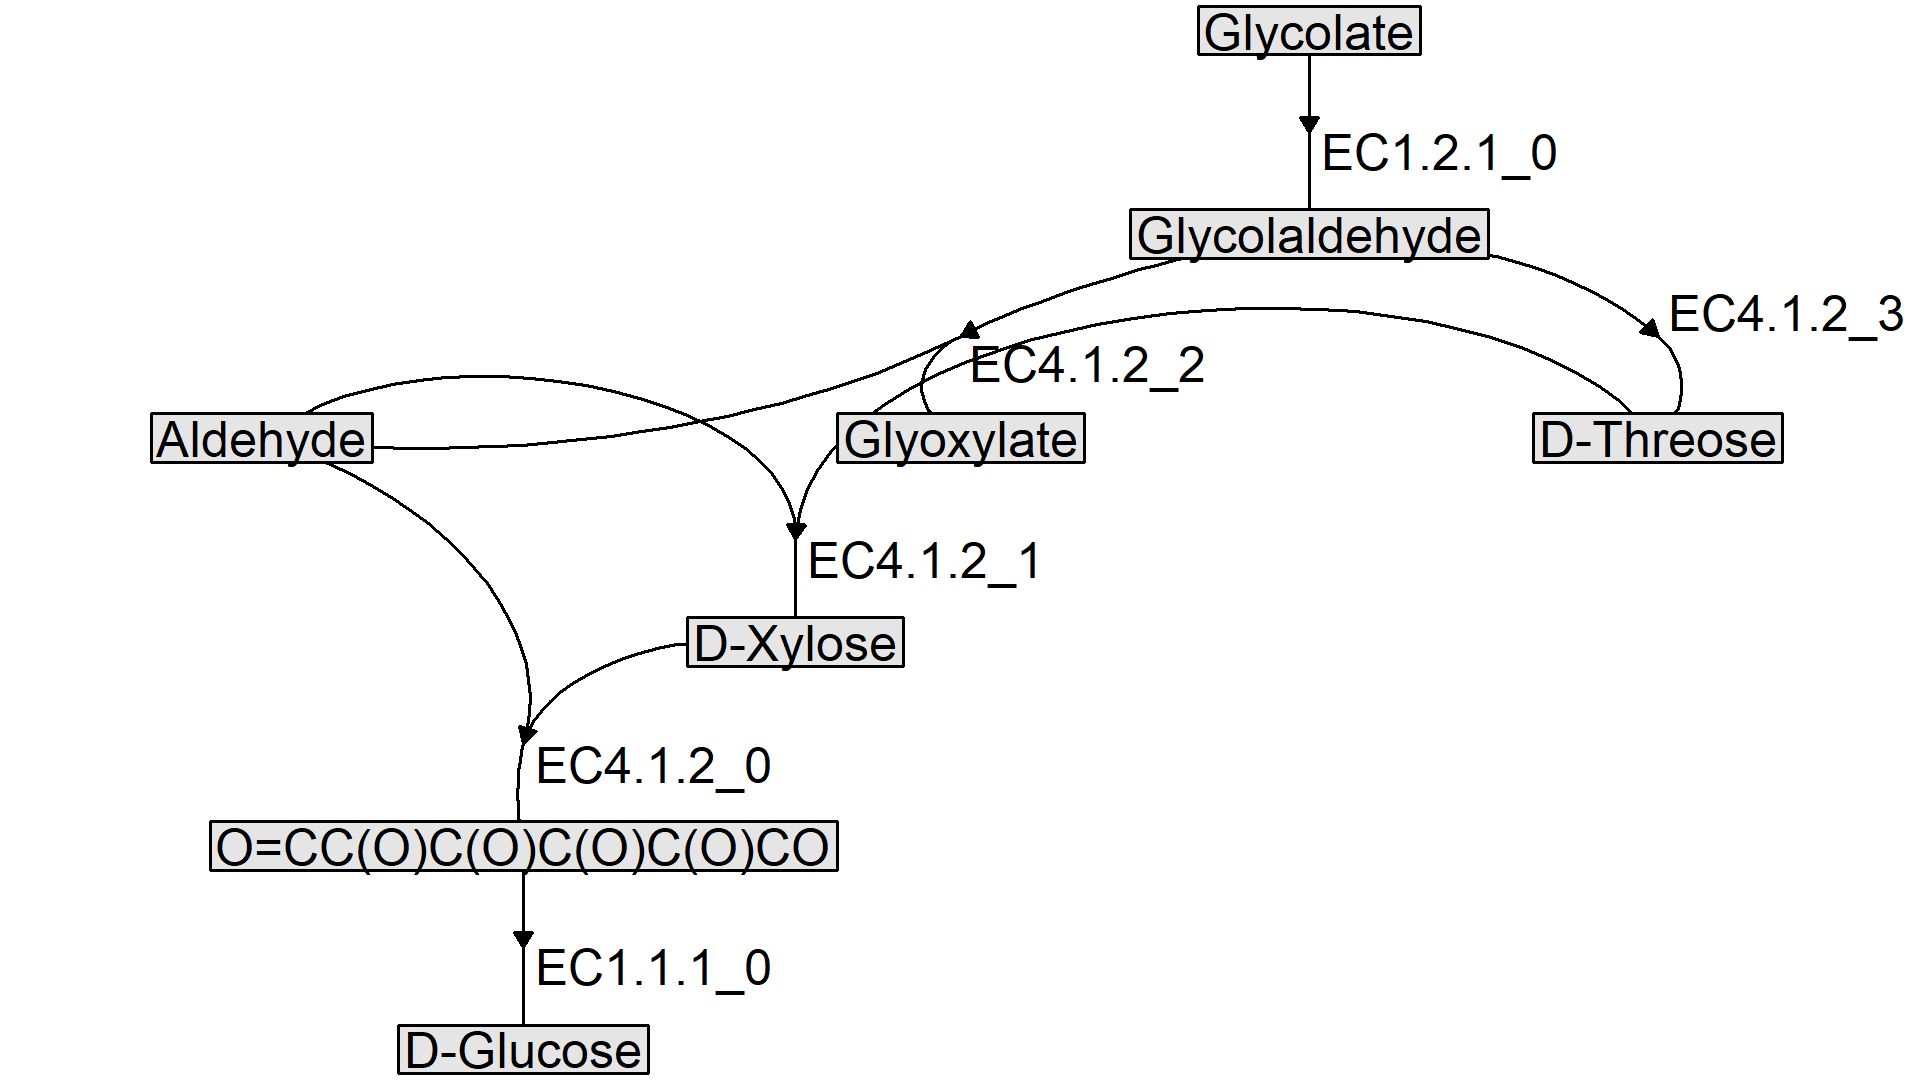 Glycolate
EC1.2.1_0
Glycolaldehyde
EC4.1.2_3
EC4.1.2_2
Aldehyde
Glyoxylate
D-Threose
EC4.1.2_1
D-Xylose
EC4.1.2_0
O=CC(O)C(O)C(O)C(O)CO
EC1.1.1_0
D-Glucose